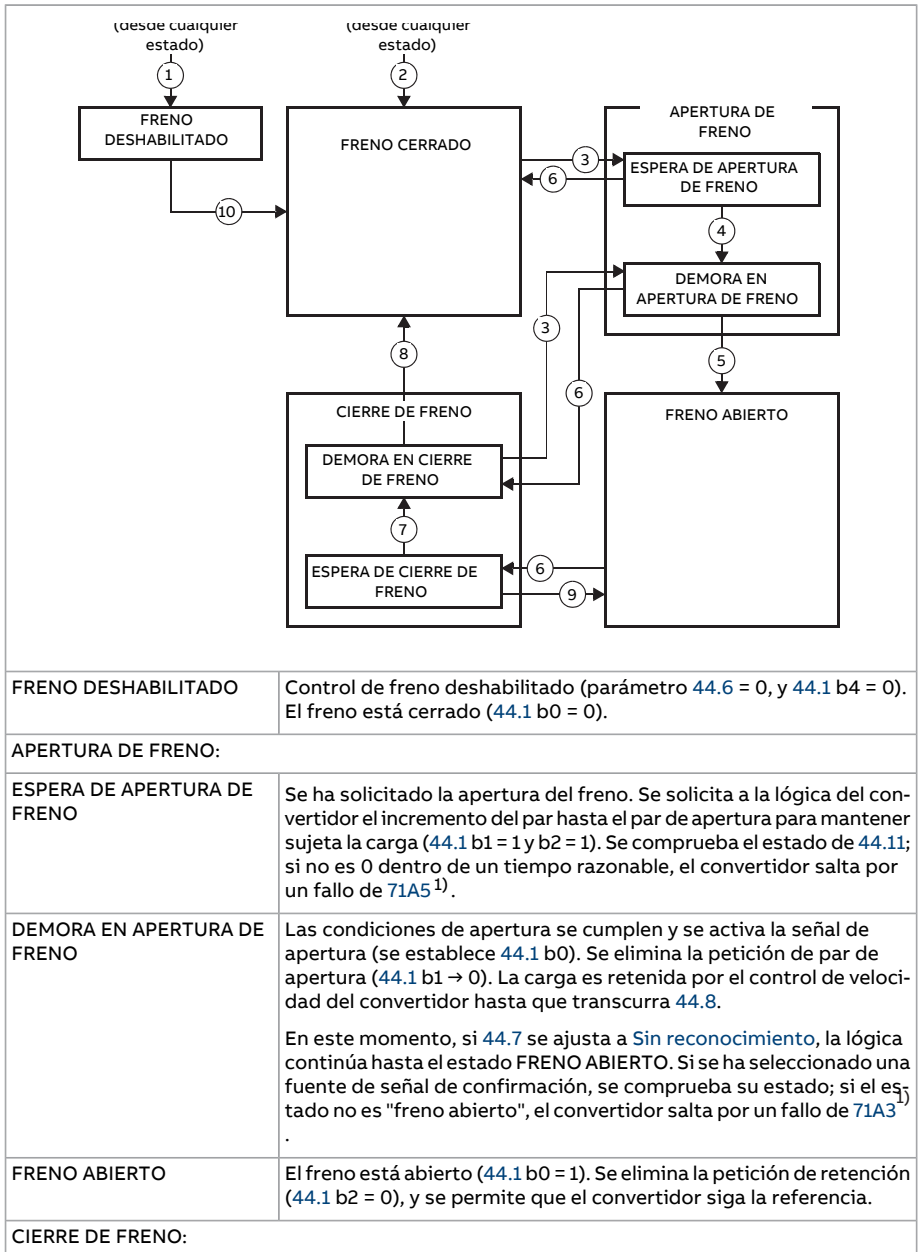 (desde cualquier
estado)
(desde cualquier
estado)
1
2
FRENO
DESHABILITADO
FRENO CERRADO
APERTURA DE
FRENO
3
6
ESPERA DE APERTURA
DE FRENO
10
4
DEMORA EN
APERTURA DE FRENO
3
8
5
6
CIERRE DE FRENO
FRENO ABIERTO
DEMORA EN CIERRE
DE FRENO
7
ESPERA DE CIERRE DE
FRENO
6
9
FRENO DESHABILITADO
Control de freno deshabilitado (parámetro 44.6 = 0, y 44.1 b4 = 0).
El freno está cerrado (44.1 b0 = 0).
APERTURA DE FRENO:
ESPERA DE APERTURA DE
FRENO
Se ha solicitado la apertura del freno. Se solicita a la lógica del con-
vertidor el incremento del par hasta el par de apertura para mantener
sujeta la carga (44.1 b1 = 1 y b2 = 1). Se comprueba el estado de 44.11;
si no es 0 dentro de un tiempo razonable, el convertidor salta por
un fallo de 71A5 1).
DEMORA EN APERTURA DE
FRENO
Las condiciones de apertura se cumplen y se activa la señal de
apertura (se establece 44.1 b0). Se elimina la petición de par de
apertura (44.1 b1 → 0). La carga es retenida por el control de veloci-
dad del convertidor hasta que transcurra 44.8.
En este momento, si 44.7 se ajusta a Sin reconocimiento, la lógica
continúa hasta el estado FRENO ABIERTO. Si se ha seleccionado una
fuente de señal de confirmación, se comprueba su estado; si el es-
tado no es "freno abierto", el convertidor salta por un fallo de 71A3 1)
.
FRENO ABIERTO
El freno está abierto (44.1 b0 = 1). Se elimina la petición de retención
(44.1 b2 = 0), y se permite que el convertidor siga la referencia.
CIERRE DE FRENO: